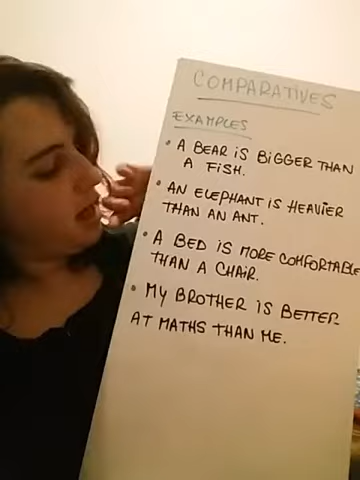 COMPARATIVES
EXAMPLES
• A BEAR iS BiGGER THAN
A FiSH.
• AN ELEPHANT iS HEAVIER
THAN AN ANT.
• A BED iS MORE COMFORTABLE
THAN A CHAiR.
• MY BROTHER iS BETTER
AT MATHS THAN ME.